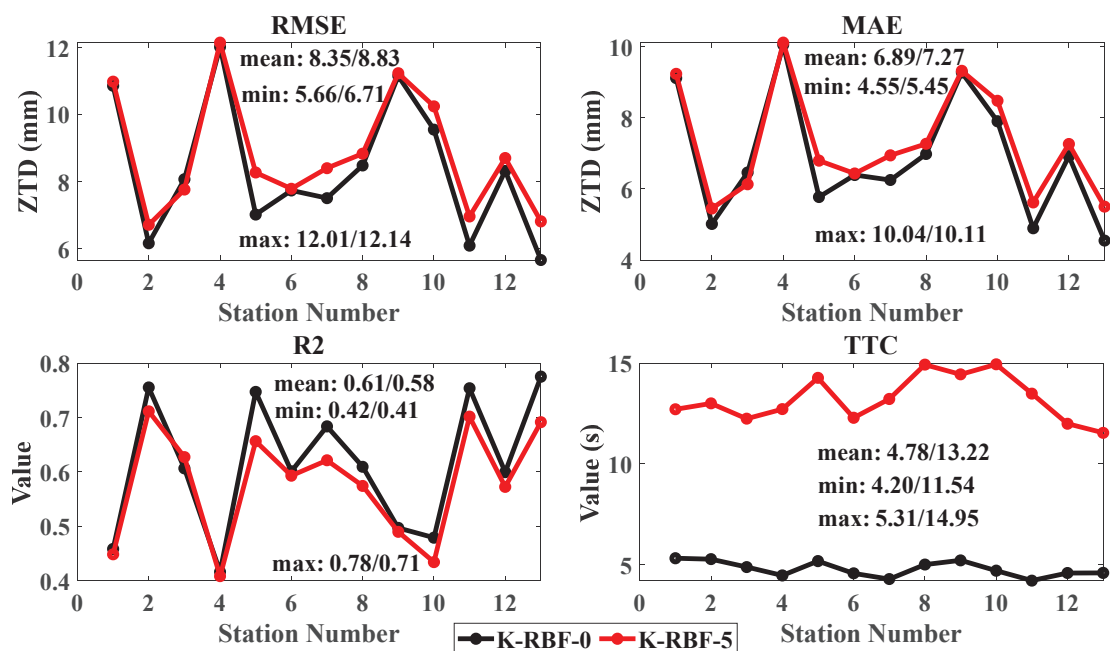 RMSE
12
10
8
6
ZTD (mm)
mean: 8.35/8.83
min: 5.66/6.71
max: 12.01/12.14
0 2 4 6 8 10 12
Station Number
MAE
10
8
6
4
ZTD (mm)
mean: 6.89/7.27
min: 4.55/5.45
max: 10.04/10.11
0 2 4 6 8 10 12
Station Number
R2
0.8
0.7
0.6
0.5
0.4
Value
mean: 0.61/0.58
min: 0.42/0.41
max: 0.78/0.71
0 2 4 6 8 10 12
Station Number
TTC
15
10
5
Value (s)
mean: 4.78/13.22
min: 4.20/11.54
max: 5.31/14.95
0 2 4 6 8 10 12
Station Number
K-RBF-0 K-RBF-5